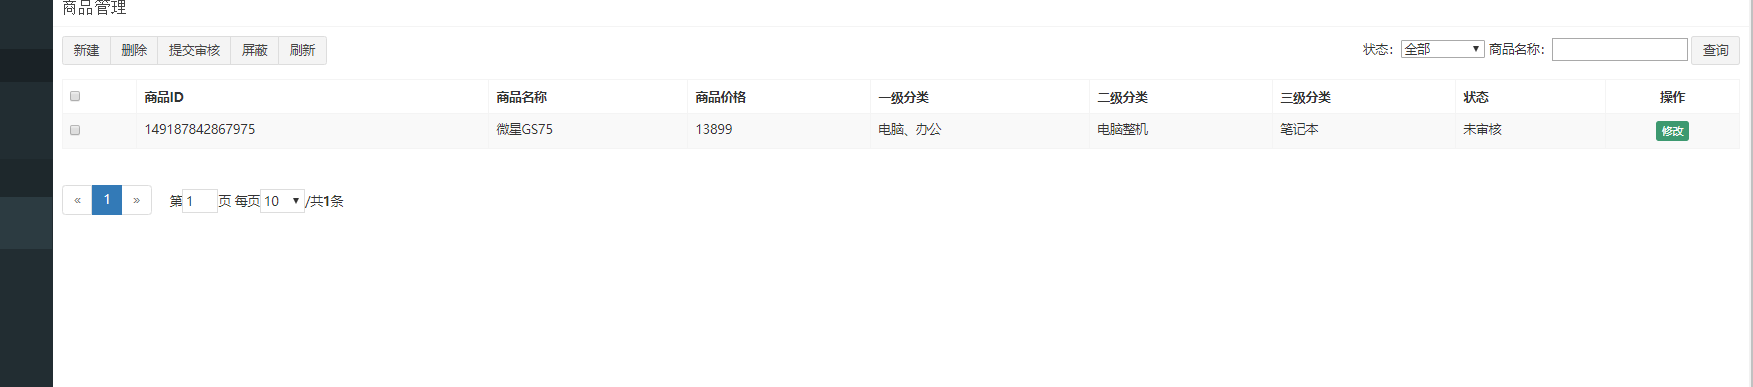 商品管理
新建 删除 提交审核 屏蔽 刷新 状态: 全部 商品名称: 查询
商品ID 商品名称 商品价格 一级分类 二级分类 三级分类 状态 操作
149187842867975 微星GS75 13899 电脑、办公 电脑整机 笔记本 未审核 修改
« 1 » 第1页 每页10/共1条